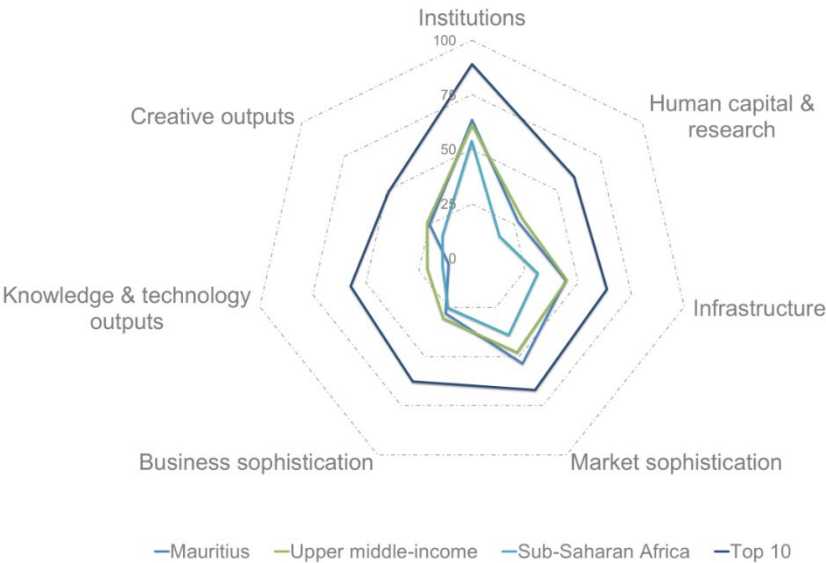 Institutions
100
75
50
25
0
Human capital &
research
Infrastructure
Market sophistication
Business sophistication
Knowledge & technology
outputs
Creative outputs
Mauritius Upper middle-income Sub-Saharan Africa Top 10